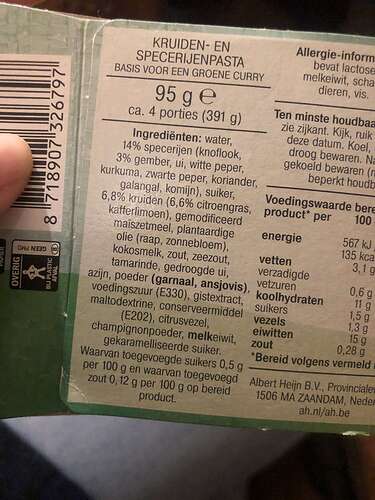 KRUIDEN- EN
SPECERIJENPASTA
BASIS VOOR EEN GROENE CURRY
95 g e
ca. 4 porties (391 g)
Ingrediënten: water,
14% specerijen (knoflook,
3% gember, ui, witte peper,
kurkuma, zwarte peper, koriander,
galangal, komijn), suiker,
6,8% kruiden (6,6% citroengras,
kaffirlimoen), gemodificeerd
maiszetmeel, plantaardige
olie (raap, zonnebloem),
kokosmelk, zout, zeezout,
tamarinde, gedroogde ui,
azijn, poeder (garnaal, ansjovis),
voedingszuur (E330), gistextract,
maltodextrine, conserveermiddel
(E202), citrusvezel,
champignonpoeder, melkeiwit,
gekarameliseerde suiker.
Waarvan toegevoegde suikers 0,5 g
per 100 g en waarvan toegevoegd
zout 0,12 g per 100 g op bereid
product.
Allergie-inform
bevat lactose
melkeiwit, scha
dieren, vis.
Ten minste houdbaa
zie zijkant. Kijk, ruik
deze datum. Koel,
droog bewaren. Na
gekoeld bewaren (m
beperkt houdb
Voedingswaarde bere
product* per 100
energie 567 kJ
135 kca
vetten 3,1 g
verzadigde
vetzuren 0,6 g
koolhydraten 11 g
suikers 1,5 g
vezels 1,3 g
eiwitten 15 g
zout 0,28 g
*Bereid volgens vermeld
Albert Heijn B.V., Provinciale
1506 MA ZAANDAM, Neder
ah.nl/ah.be
8 718907 326797
GEEN PMD
OVERIG
BIJ PLASTIC
AFVAL